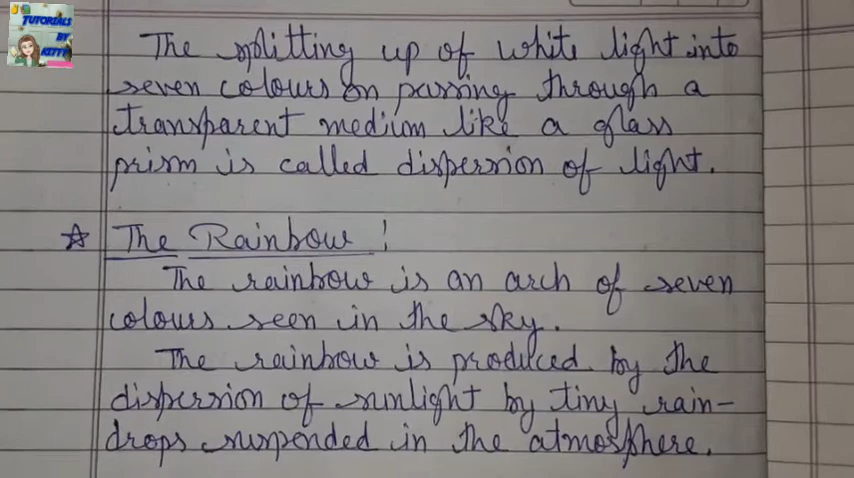 TUTORIALS
BY
KITTY
The splitting up of white light into
seven colours on passing through a
transparent medium like a glass
prism is called dispersion of light.
☆ The Rainbow :
The rainbow is an arch of seven
colours seen in the sky.
The rainbow is produced by the
dispersion of sunlight by tiny rain-
drops suspended in the atmosphere.